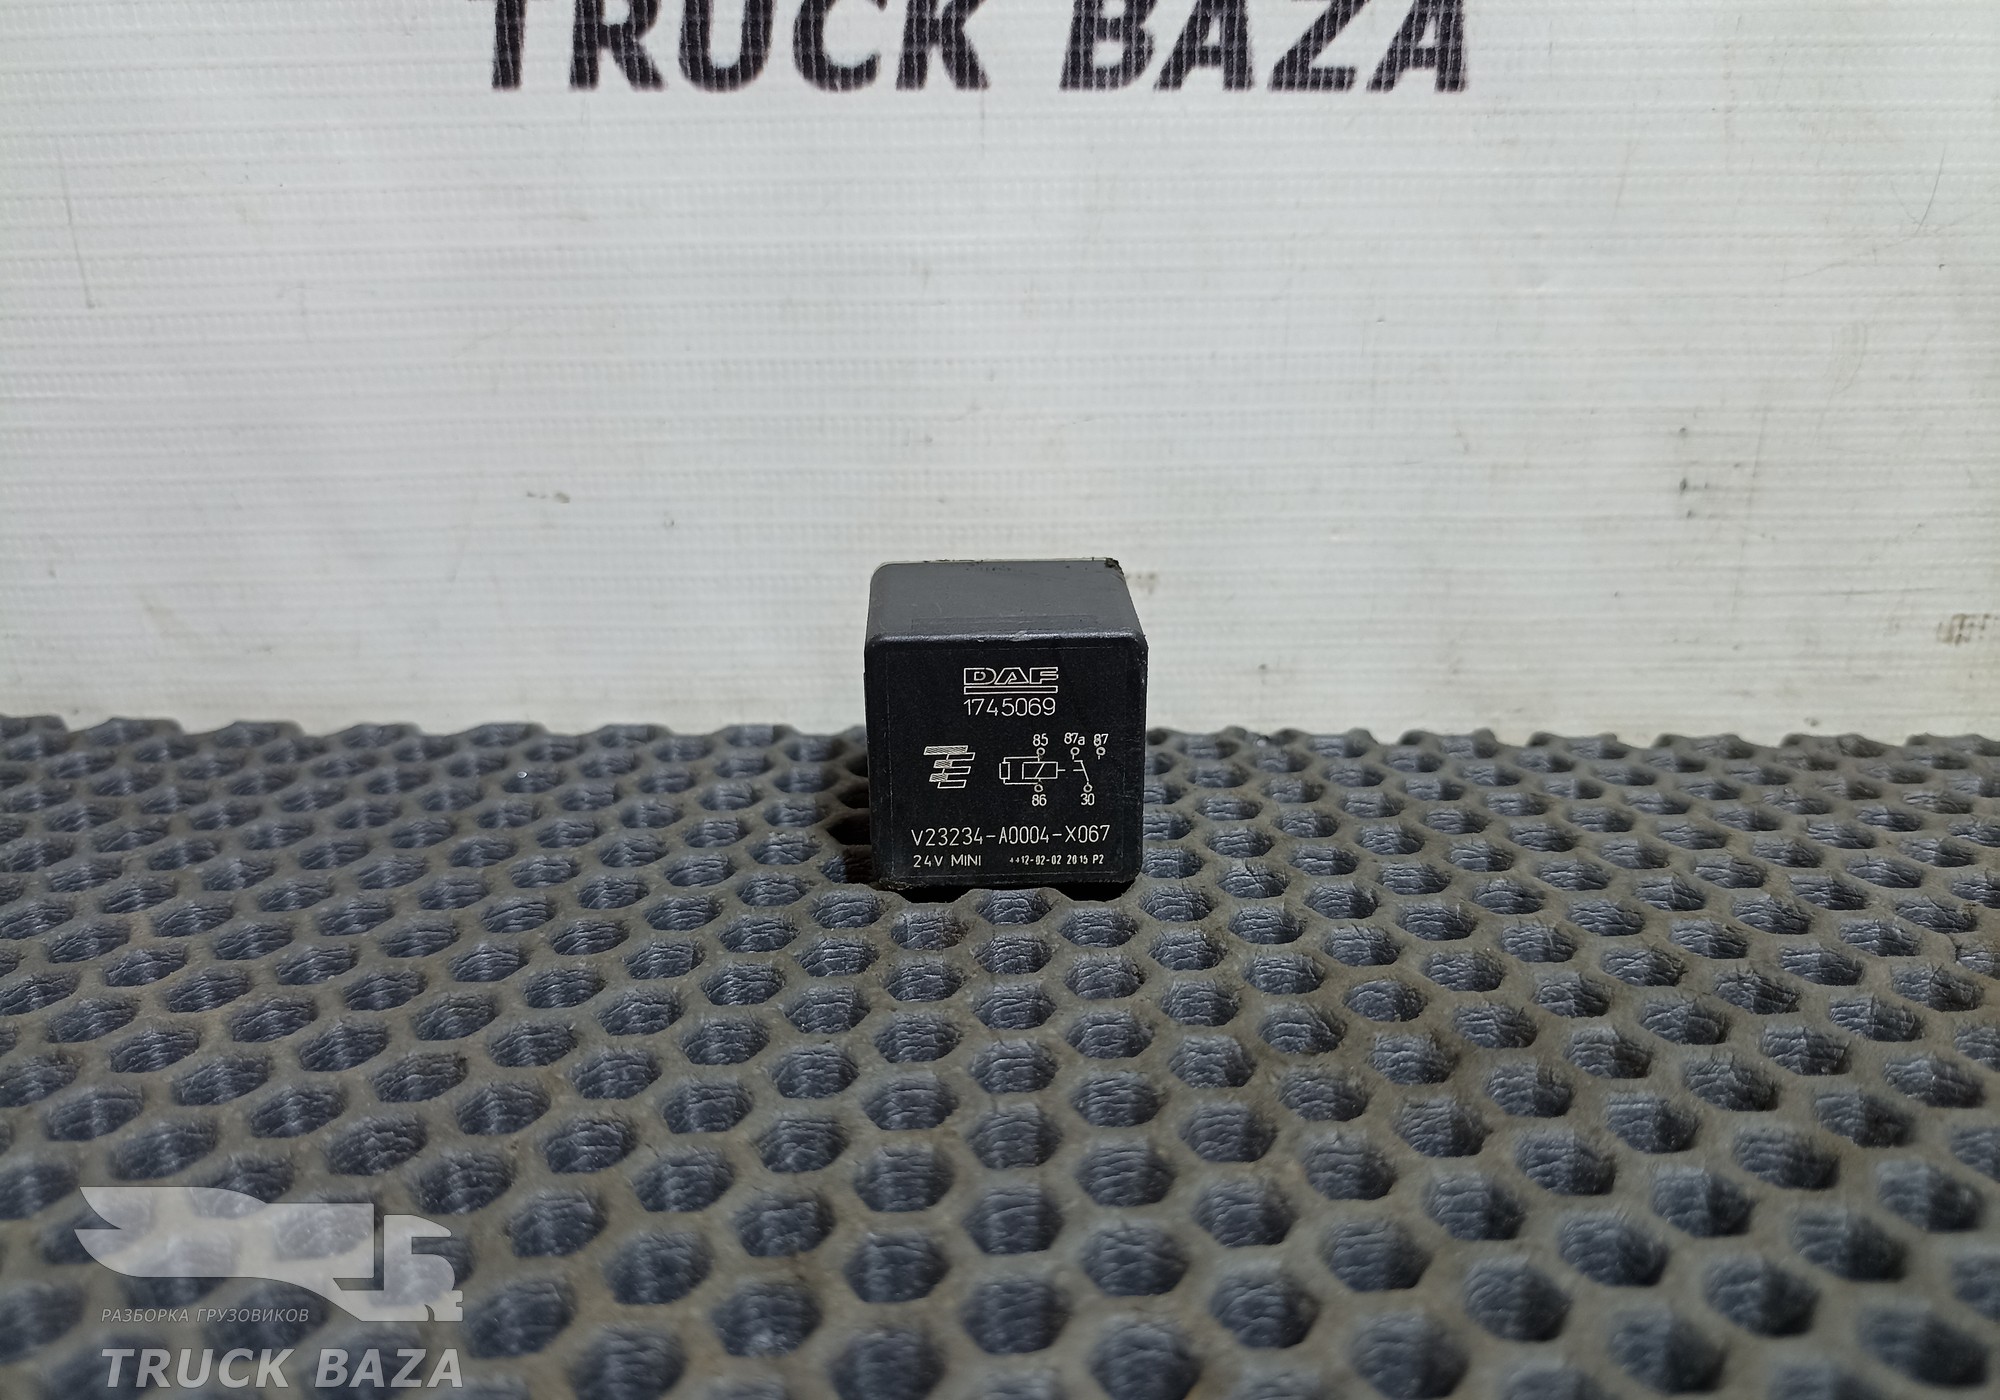 TRUCK BAZA
DAF
1745069
85 87a 87
86 30
V23234-A0004-X067
24V MINI 4412-02-02 2015 P2
РАЗБОРКА ГРУЗОВИКОВ
TRUCK BAZA